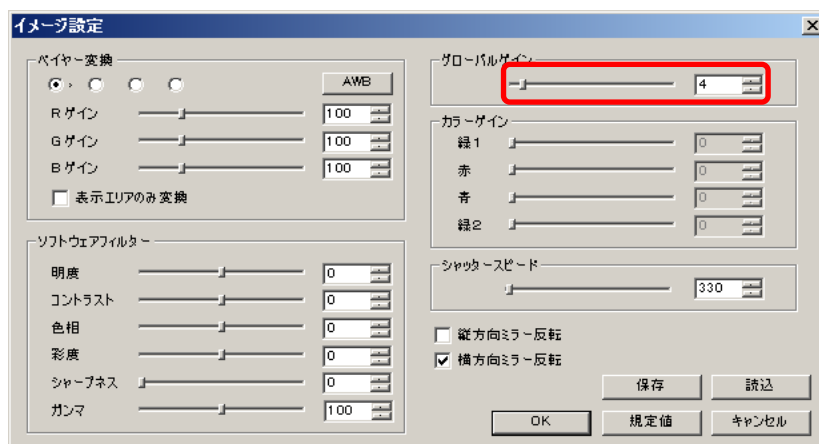 イメージ設定
ベイヤー変換
AWB
Rゲイン 100
Gゲイン 100
Bゲイン 100
表示エリアのみ変換
ソフトウェアフィルター
明度 0
コントラスト 0
色相 0
彩度 0
シャープネス 0
ガンマ 100
グローバルゲイン
4
カラーゲイン
緑1 0
赤 0
青 0
緑2 0
シャッタースピード
330
縦方向ミラー反転
横方向ミラー反転
保存 読込
OK 規定値 キャンセル